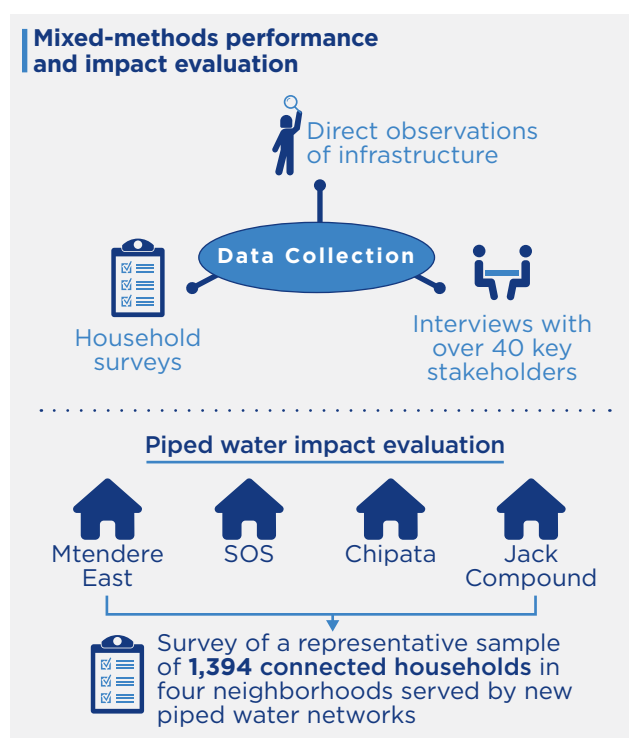 Mixed-methods performance
and impact evaluation
Direct observations
of infrastructure
Data Collection
Household
surveys
Interviews with
over 40 key
stakeholders
Piped water impact evaluation
Mtendere
East
SOS
Chipata
Jack
Compound
Survey of a representative sample
of 1,394 connected households in
four neighborhoods served by new
piped water networks